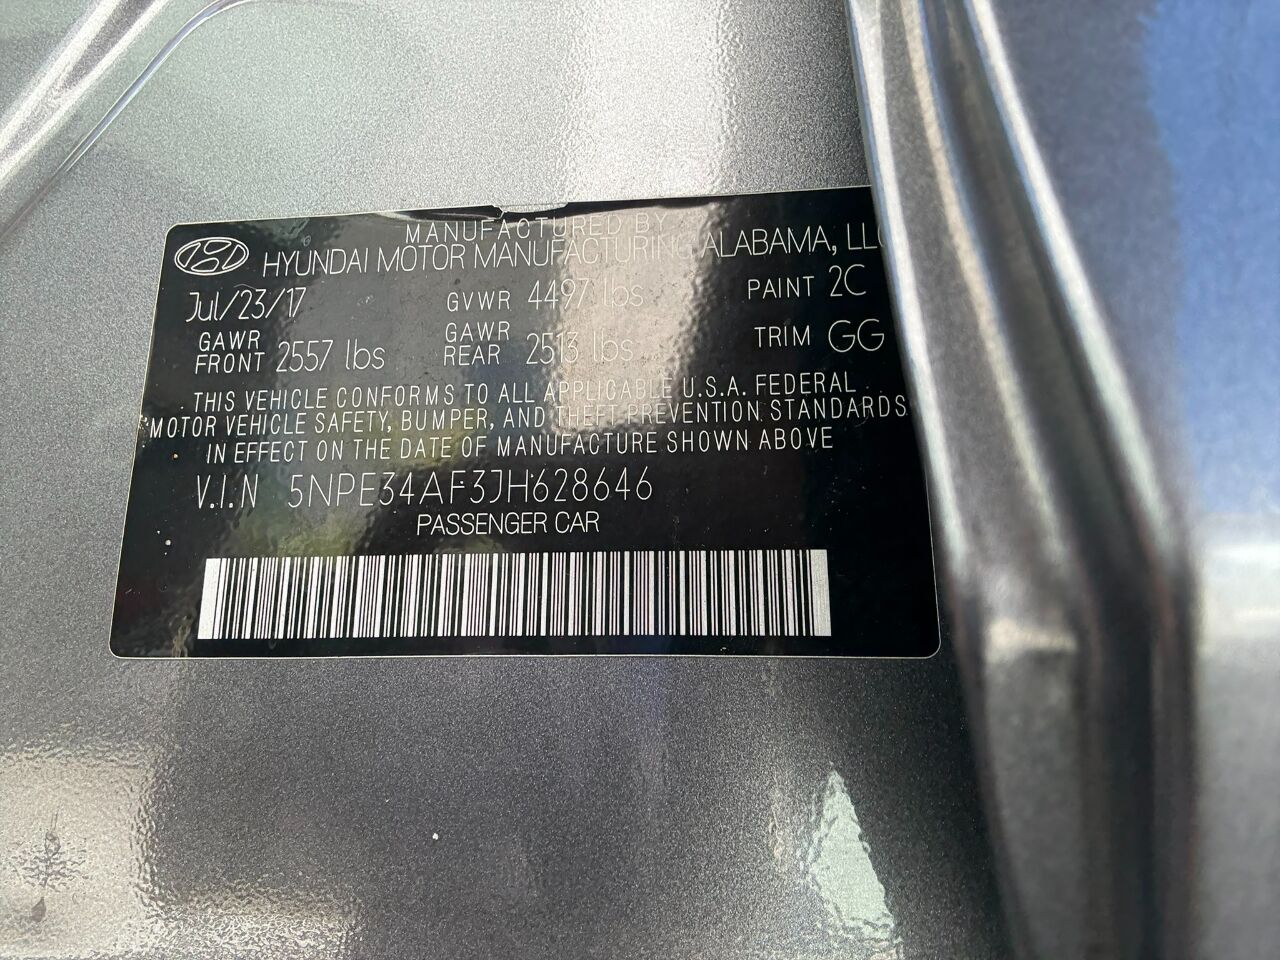 MANUFACTURED BY
HYUNDAI MOTOR MANUFACTURING ALABAMA, LLC
Jul/23/17 GVWR 4497 lbs PAINT 2C
GAWR FRONT 2557 lbs GAWR REAR 2513 lbs TRIM GG
THIS VEHICLE CONFORMS TO ALL APPLICABLE U.S.A. FEDERAL
MOTOR VEHICLE SAFETY, BUMPER, AND THEFT PREVENTION STANDARDS
IN EFFECT ON THE DATE OF MANUFACTURE SHOWN ABOVE
V.I.N 5NPE34AF3JH628646
PASSENGER CAR